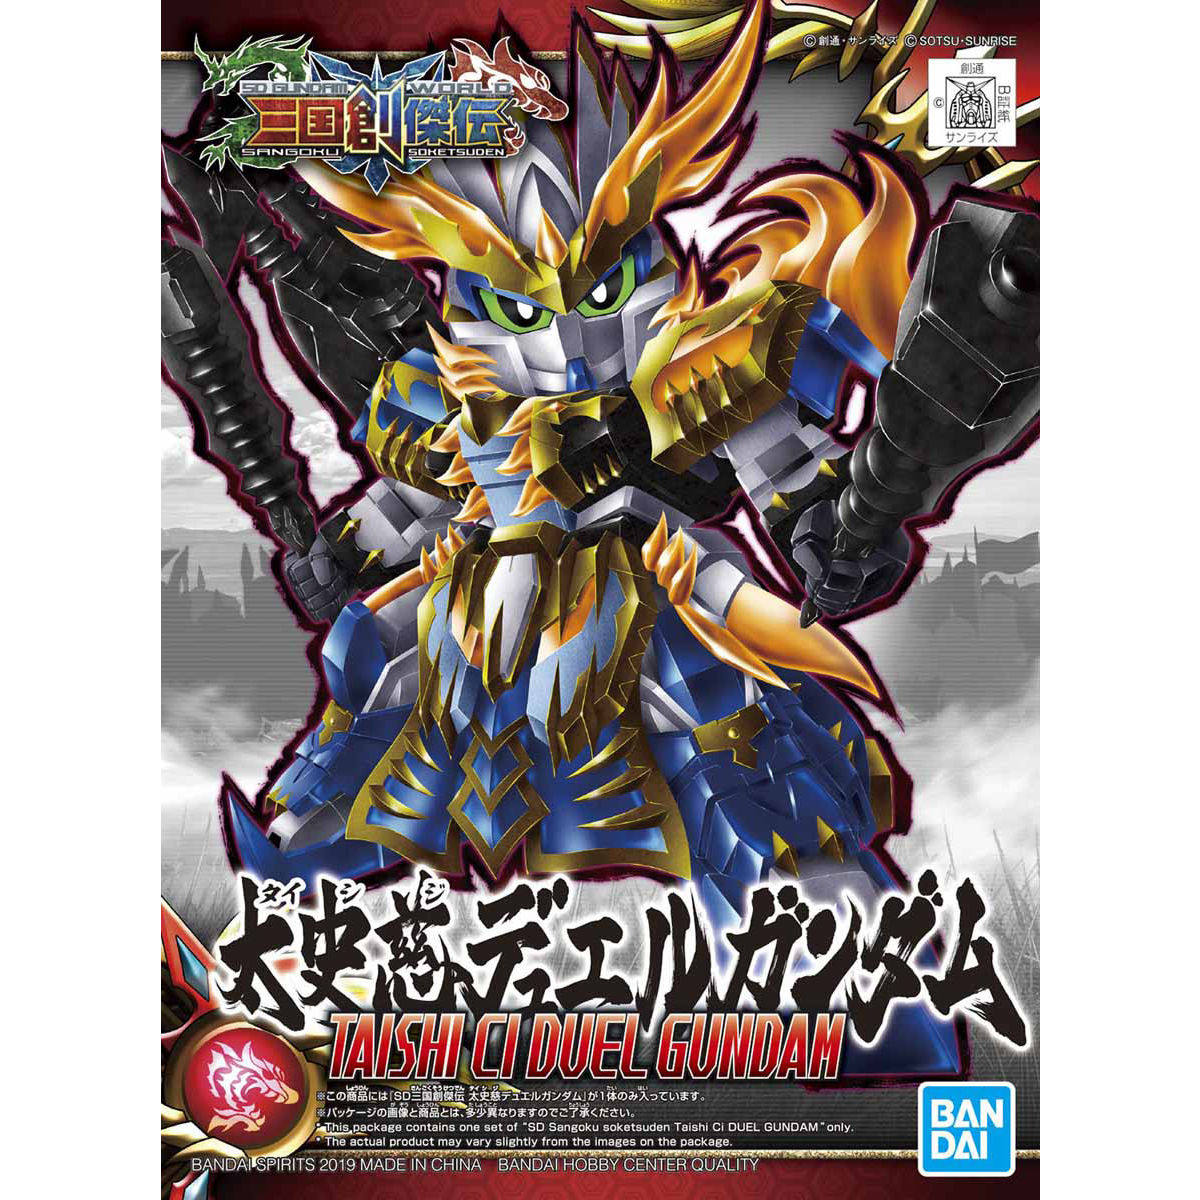 ©創通・サンライズ ©SOTSU・SUNRISE
創通
©
サンライズ
B証紙
SD GUNDAM WORLD
三国創傑伝
SANGOKU SOKETSUDEN
タイシジ
太史慈デュエルガンダム
TAISHI CI DUEL GUNDAM
※この商品には「SD三国創傑伝 太史慈デュエルガンダム」が1体のみ入っています。
※パッケージの画像と商品とは、多少異なりますのでご了承ください。
* This package contains one set of "SD Sangoku soketsuden Taishi Ci DUEL GUNDAM" only.
* The actual product may vary slightly from the images on the package.
BANDAI SPIRITS 2019 MADE IN CHINA BANDAI HOBBY CENTER QUALITY
BAN
DAI